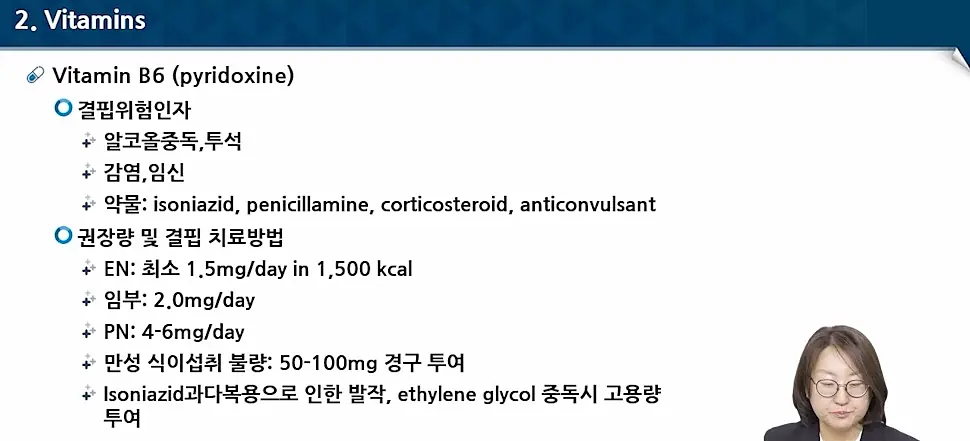 2. Vitamins
Vitamin B6 (pyridoxine)
결핍위험인자
알코올중독,투석
감염,임신
약물: isoniazid, penicillamine, corticosteroid, anticonvulsant
권장량 및 결핍 치료방법
EN: 최소 1.5mg/day in 1,500 kcal
임부: 2.0mg/day
PN: 4-6mg/day
만성 식이섭취 불량: 50-100mg 경구 투여
Isoniazid과다복용으로 인한 발작, ethylene glycol 중독시 고용량
투여